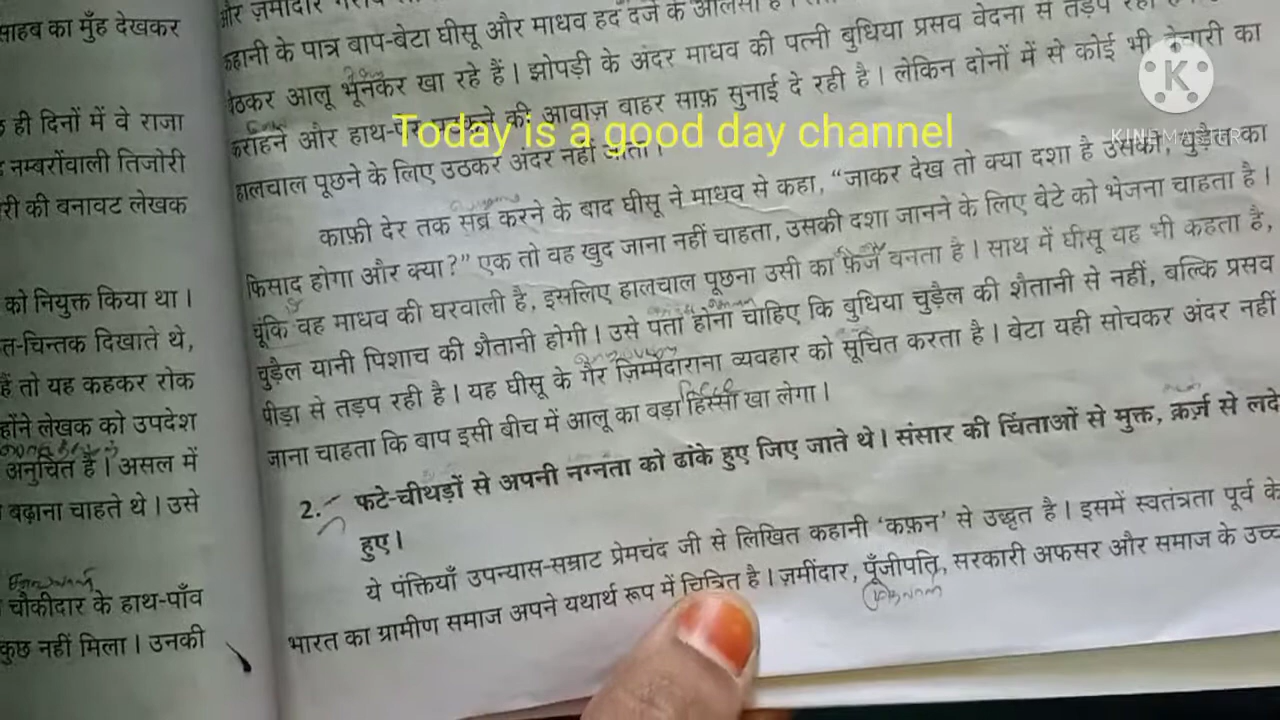 साहब का मुँह देखकर
ही दिनों में वे राजा
नम्बरोंवाली तिजोरी
री की बनावट लेखक
को नियुक्त किया था।
त-चिन्तक दिखाते थे,
हैं तो यह कहकर रोक
होंने लेखक को उपदेश
अनुचित है। असल में
बढ़ाना चाहते थे। उसे
चौकीदार के हाथ-पाँव
कुछ नहीं मिला। उनकी
और ज़मींदार
कहानी के पात्र बाप-बेटा घीसू और माधव हद दर्जे के आलसी हैं।
बैठकर आलू भूनकर खा रहे हैं। झोपड़ी के अंदर माधव की पत्नी बुधिया प्रसव वेदना से तड़प रही
कराहने और हाथ-पैर की आवाज़ बाहर साफ़ सुनाई दे रही है। लेकिन दोनों में से कोई भी बेचारी का
हालचाल पूछने के लिए उठकर अंदर नहीं जाता।
काफ़ी देर तक सब्र करने के बाद घीसू ने माधव से कहा, “जाकर देख तो क्या दशा है उसकी, चुड़ैल का
फिसाद होगा और क्या?” एक तो वह खुद जाना नहीं चाहता, उसकी दशा जानने के लिए बेटे को भेजना चाहता है।
चूंकि वह माधव की घरवाली है, इसलिए हालचाल पूछना उसी का फ़र्ज बनता है। साथ में घीसू यह भी कहता है,
चुड़ैल यानी पिशाच की शैतानी होगी। उसे पता होना चाहिए कि बुधिया चुड़ैल की शैतानी से नहीं, बल्कि प्रसव
पीड़ा से तड़प रही है। यह घीसू के गैर ज़िम्मेदाराना व्यवहार को सूचित करता है। बेटा यही सोचकर अंदर नहीं
जाना चाहता कि बाप इसी बीच में आलू का बड़ा हिस्सा खा लेगा।
2. फटे-चीथड़ों से अपनी नग्नता को ढांके हुए जिए जाते थे। संसार की चिंताओं से मुक्त, क़र्ज़ से लदे
हुए।
ये पंक्तियाँ उपन्यास-सम्राट प्रेमचंद जी से लिखित कहानी ‘कफ़न’ से उद्धृत है। इसमें स्वतंत्रता पूर्व के
भारत का ग्रामीण समाज अपने यथार्थ रूप में चित्रित है। ज़मींदार, पूँजीपति, सरकारी अफसर और समाज के उच्च
Today is a good day channel
K
KINEMASTER